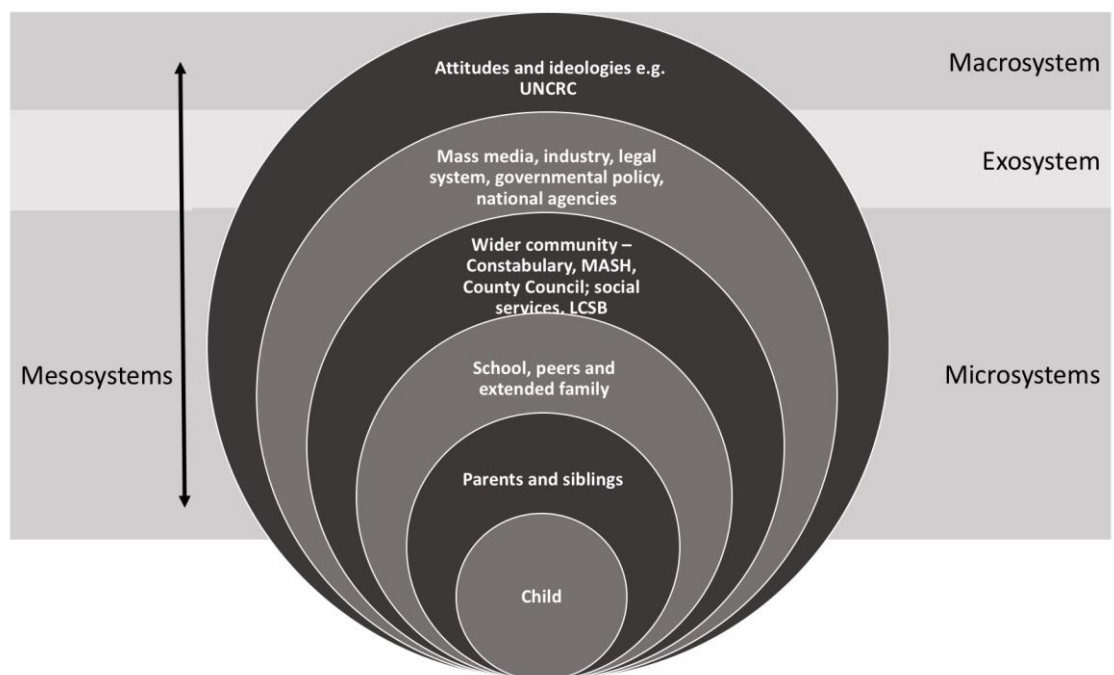 Attitudes and ideologies e.g.
UNCRC
Macrosystem
Mass media, industry, legal
system, governmental policy,
national agencies
Exosystem
Wider community –
Constabulary, MASH,
County Council; social
services, LCSB
School, peers and
extended family
Mesosystems
Microsystems
Parents and siblings
Child